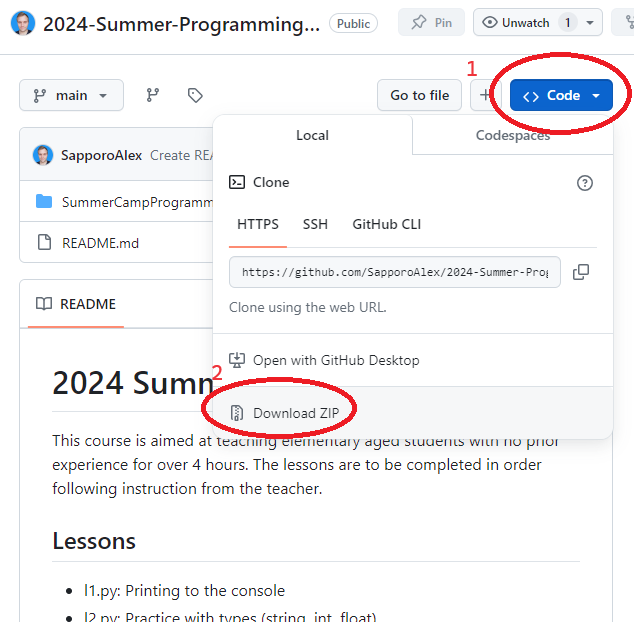 2024-Summer-Programming... Public Pin Unwatch 1
1
main Go to file + <> Code
Local Codespaces
SapporoAlex Create REA
Clone
SummerCampProgramm
HTTPS SSH GitHub CLI
README.md
https://github.com/SapporoAlex/2024-Summer-Prog
README
Clone using the web URL.
Open with GitHub Desktop
2
2024 Summ
Download ZIP
This course is aimed at teaching elementary aged students with no prior
experience for over 4 hours. The lessons are to be completed in order
following instruction from the teacher.
Lessons
l1.py: Printing to the console
l2.py: Practice with types (string, int, float)